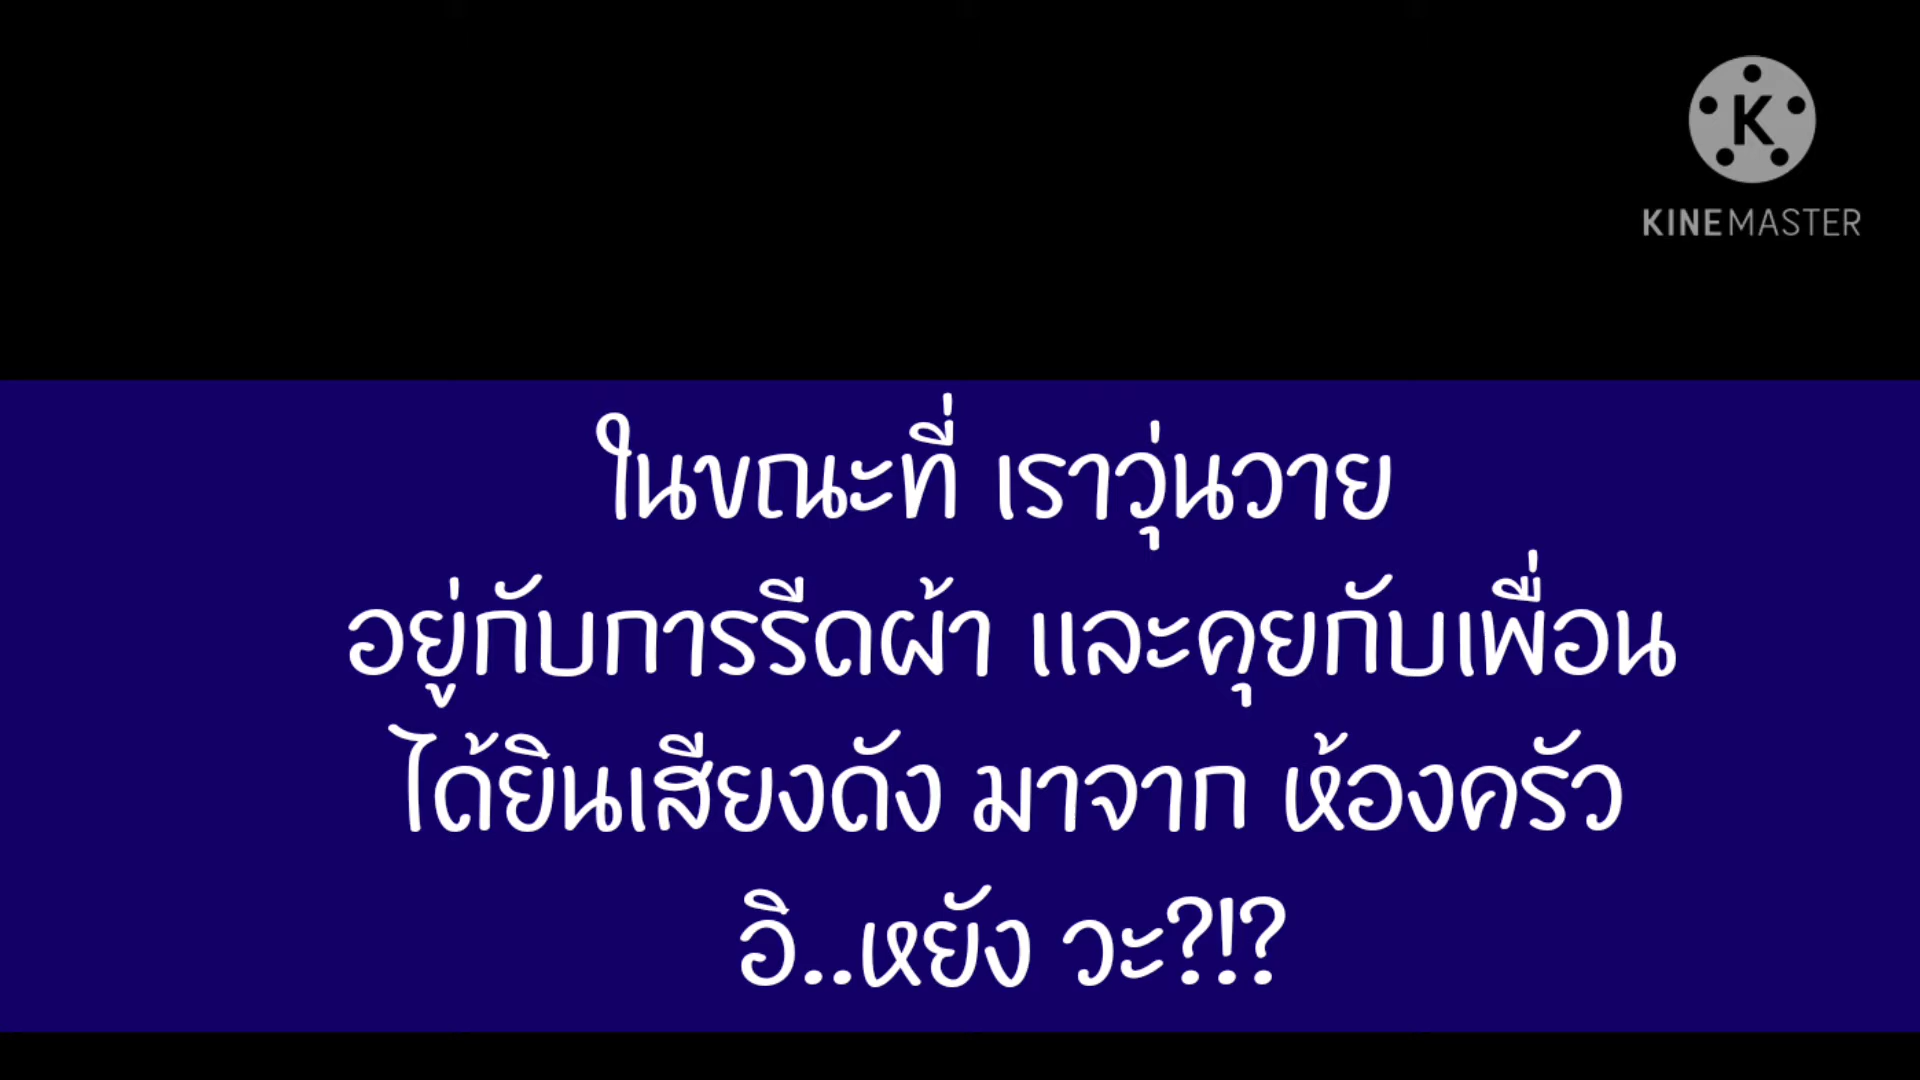 KINEMASTER
ในขณะที่ เราวุ่นวาย
อยู่กับการรีดผ้า และคุยกับเพื่อน
ได้ยินเสียงดัง มาจาก ห้องครัว
อิ..หยัง วะ?!?